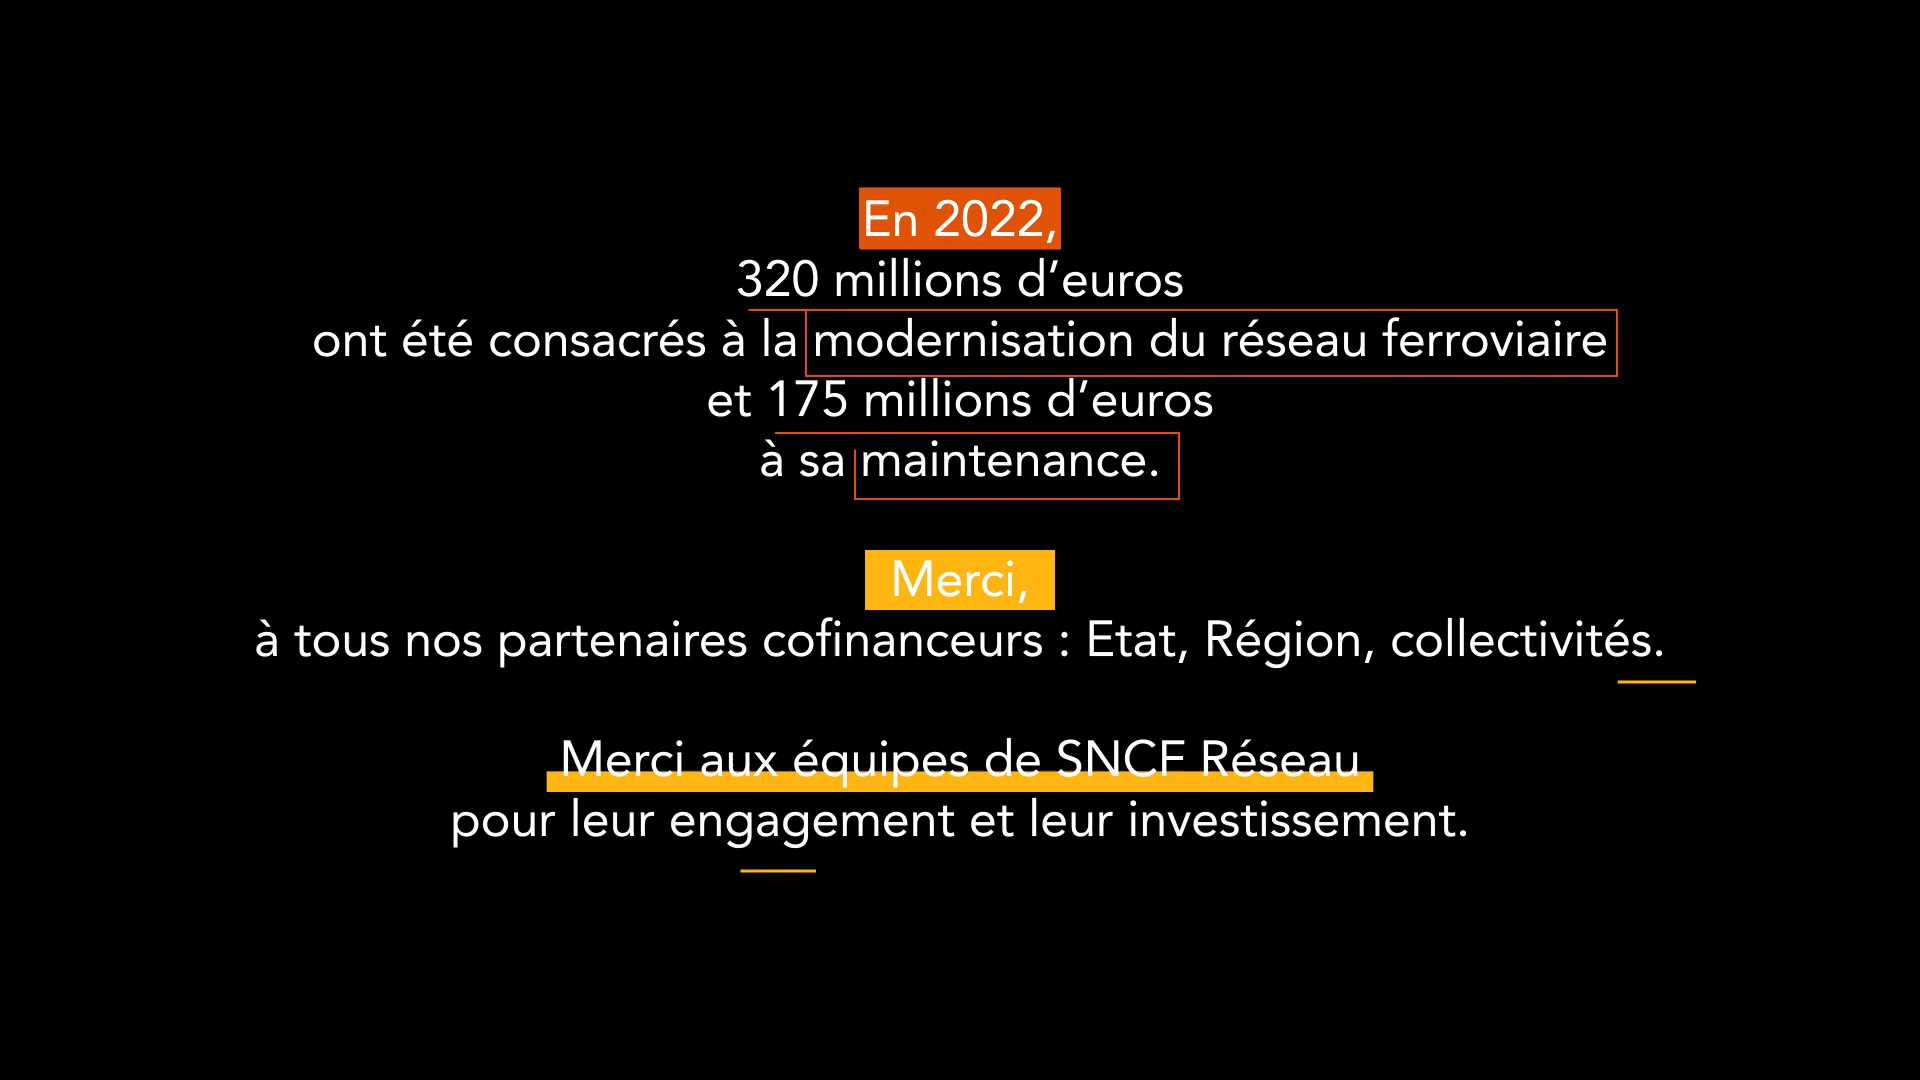 En 2022,
320 millions d’euros
ont été consacrés à la modernisation du réseau ferroviaire
et 175 millions d’euros
à sa maintenance.
Merci,
à tous nos partenaires cofinanceurs : Etat, Région, collectivités.
Merci aux équipes de SNCF Réseau
pour leur engagement et leur investissement.